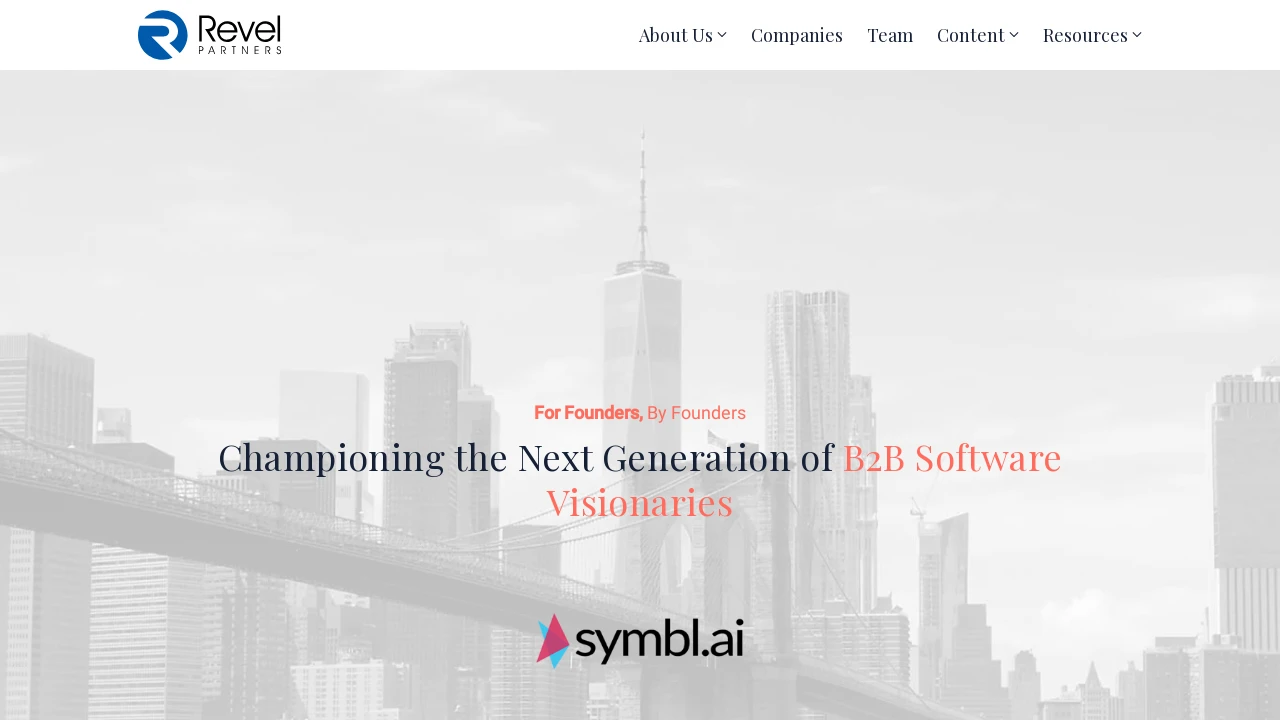 Revel
PARTNERS
About Us
Companies
Team
Content
Resources
For Founders, By Founders
Championing the Next Generation of B2B Software
Visionaries
symbl.ai